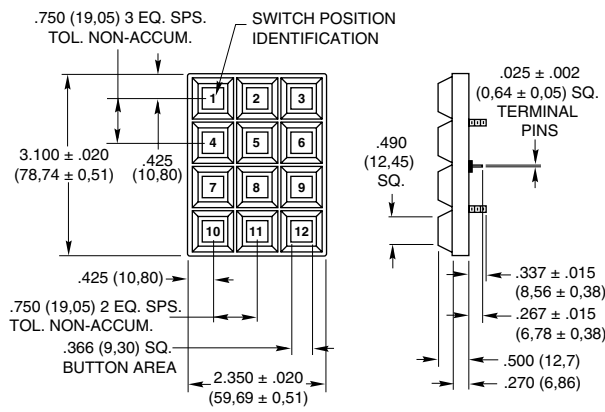 .750 (19,05) 3 EQ. SPS.
TOL. NON-ACCUM.
SWITCH POSITION
IDENTIFICATION
1 2 3
4 5 6
7 8 9
10 11 12
3.100 ± .020
(78,74 ± 0,51)
.425
(10,80)
.425 (10,80)
.750 (19,05) 2 EQ. SPS.
TOL. NON-ACCUM.
.366 (9,30) SQ.
BUTTON AREA
2.350 ± .020
(59,69 ± 0,51)
.025 ± .002
(0,64 ± 0,05) SQ.
TERMINAL
PINS
.490
(12,45)
SQ.
.337 ± .015
(8,56 ± 0,38)
.267 ± .015
(6,78 ± 0,38)
.500 (12,7)
.270 (6,86)